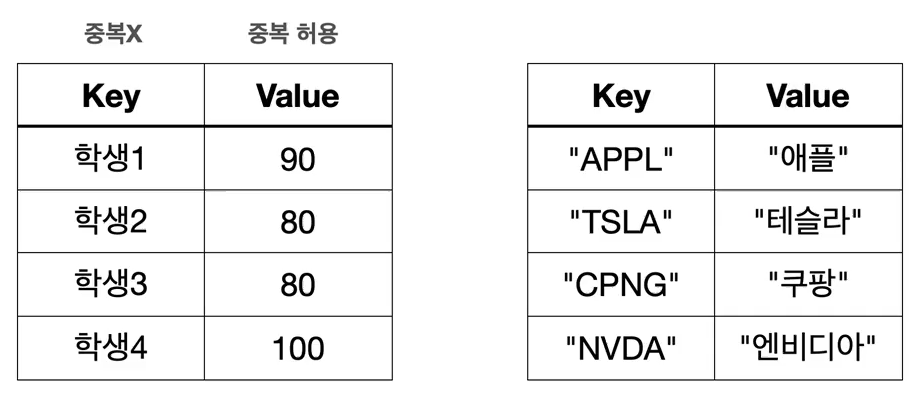 중복X 중복 허용
Key Value
학생1 90
학생2 80
학생3 80
학생4 100
Key Value
"APPL" "애플"
"TSLA" "테슬라"
"CPNG" "쿠팡"
"NVDA" "엔비디아"